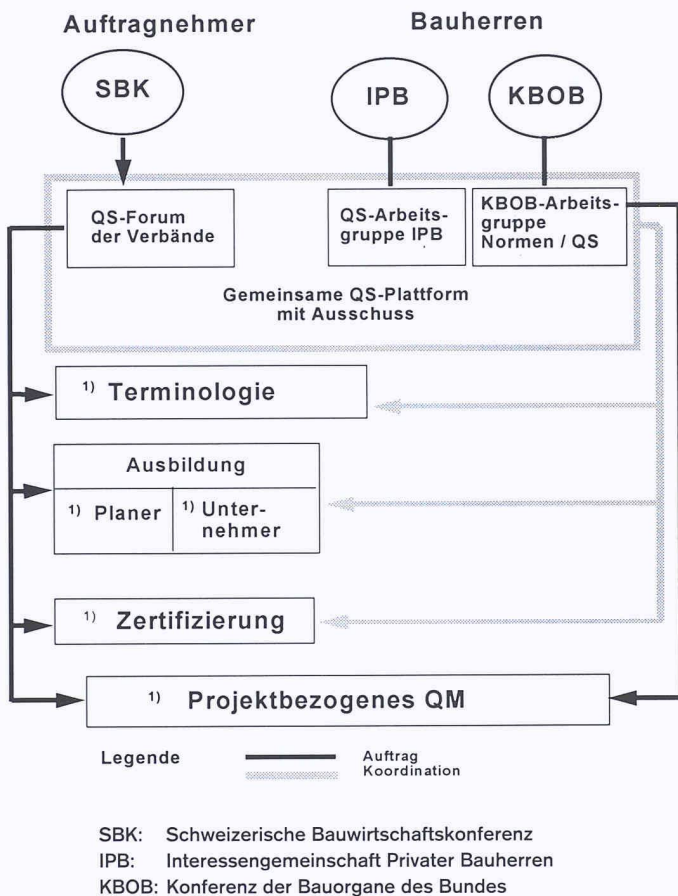 Auftragnehmer Bauherren
SBK IPB KBOB
QS-Forum
der Verbände
QS-Arbeits-
gruppe IPB
KBOB-Arbeits-
gruppe
Normen / QS
Gemeinsame QS-Plattform
mit Ausschuss
1) Terminologie
Ausbildung
1) Planer
1) Unter-
nehmer
1) Zertifizierung
1) Projektbezogenes QM
Legende
Auftrag
Koordination
SBK: Schweizerische Bauwirtschaftskonferenz
IPB: Interessengemeinschaft Privater Bauherren
KBOB: Konferenz der Bauorgane des Bundes